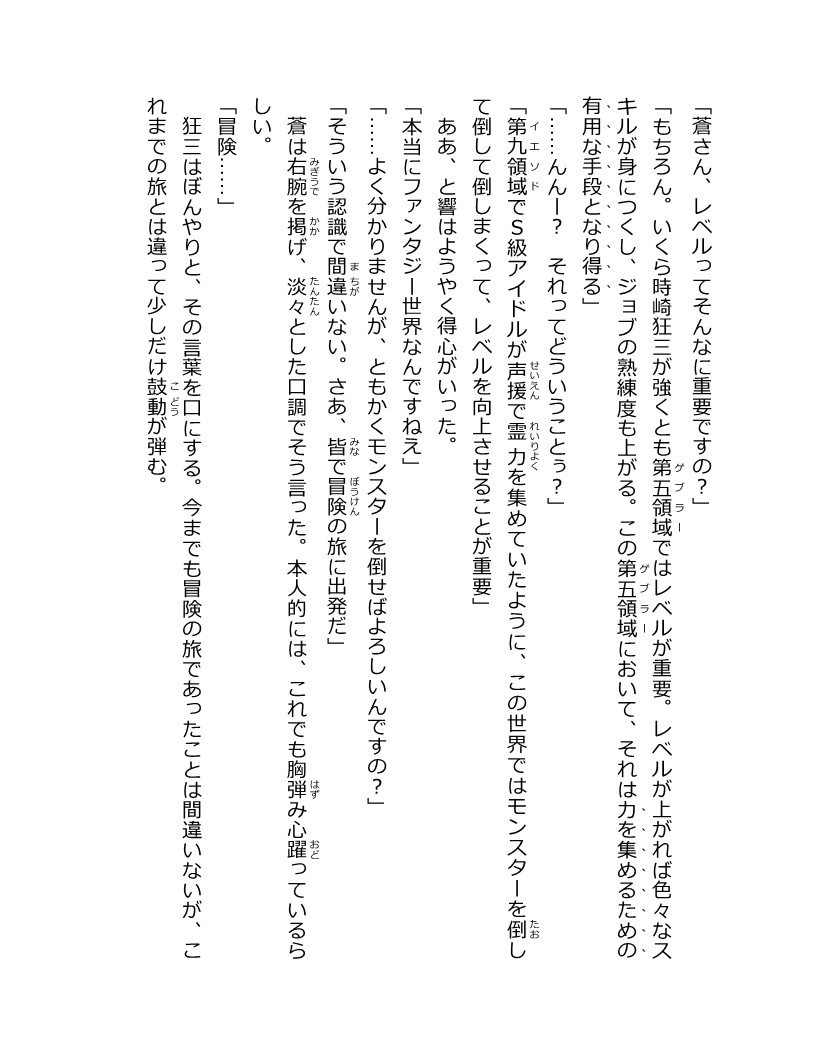 「蒼さん、レベルってそんなに重要ですの？」
「もちろん。いくら時崎狂三が強くとも第五領域ではレベルが重要。レベルが上がれば色々なス
キルが身につくし、ジョブの熟練度も上がる。この第五領域において、それは力を集めるための
有用な手段となり得る」
「……んんー？　それってどういうことぅ？」
「第九領域でＳ級アイドルが声援で霊力を集めていたように、この世界ではモンスターを倒し
て倒して倒しまくって、レベルを向上させることが重要」
　ああ、と響はようやく得心がいった。
「本当にファンタジー世界なんですねえ」
「……よく分かりませんが、ともかくモンスターを倒せばよろしいんですの？」
「そういう認識で間違いない。さあ、皆で冒険の旅に出発だ」
　蒼は右腕を掲げ、淡々とした口調でそう言った。本人的には、これでも胸弾み心躍っているら
しい。
「冒険……」
　狂三はぼんやりと、その言葉を口にする。今までも冒険の旅であったことは間違いないが、こ
れまでの旅とは違って少しだけ鼓動が弾む。